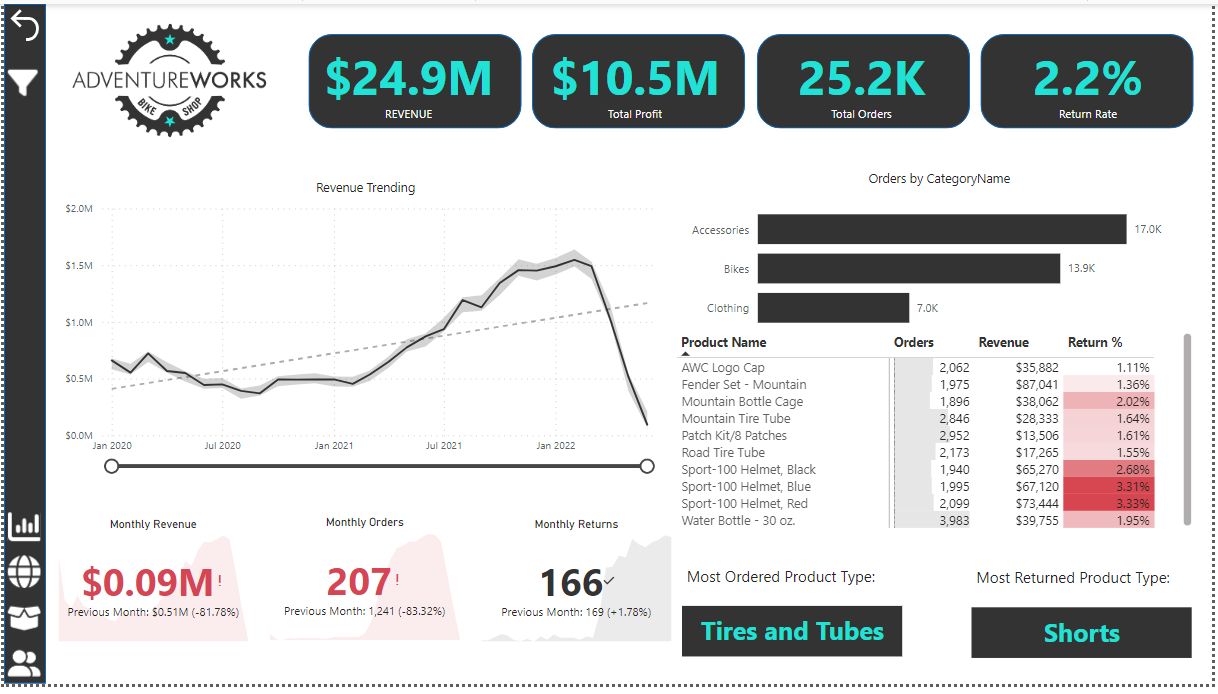 ADVENTUREWORKS
BIKE SHOP
$24.9M
REVENUE
$10.5M
Total Profit
25.2K
Total Orders
2.2%
Return Rate
Revenue Trending
$2.0M
$1.5M
$1.0M
$0.5M
$0.0M
Jan 2020 Jul 2020 Jan 2021 Jul 2021 Jan 2022
Orders by CategoryName
Accessories 17.0K
Bikes 13.9K
Clothing 7.0K
Product Name Orders Revenue Return %
AWC Logo Cap 2,062 $35,882 1.11%
Fender Set - Mountain 1,975 $87,041 1.36%
Mountain Bottle Cage 1,896 $38,062 2.02%
Mountain Tire Tube 2,846 $28,333 1.64%
Patch Kit/8 Patches 2,952 $13,506 1.61%
Road Tire Tube 2,173 $17,265 1.55%
Sport-100 Helmet, Black 1,940 $65,270 2.68%
Sport-100 Helmet, Blue 1,995 $67,120 3.31%
Sport-100 Helmet, Red 2,099 $73,444 3.33%
Water Bottle - 30 oz. 3,983 $39,755 1.95%
Monthly Revenue
$0.09M!
Previous Month: $0.51M (-81.78%)
Monthly Orders
207!
Previous Month: 1,241 (-83.32%)
Monthly Returns
166✓
Previous Month: 169 (+1.78%)
Most Ordered Product Type:
Tires and Tubes
Most Returned Product Type:
Shorts